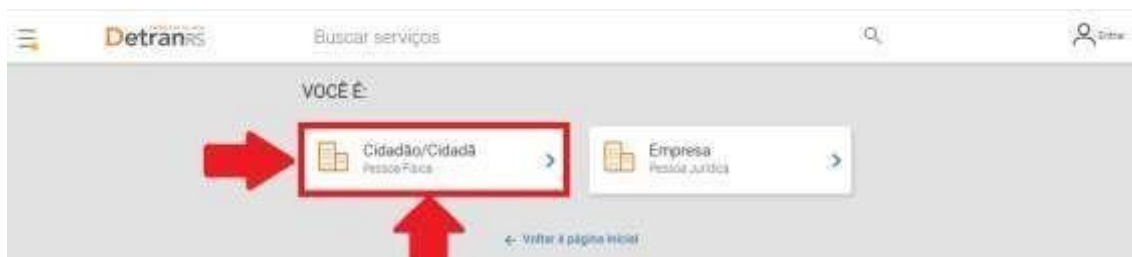 DetranRS Buscar serviços Entrar
VOCÊ É:
Cidadão/Cidadã
Pessoa Física
Empresa
Pessoa Jurídica
← Voltar à página inicial